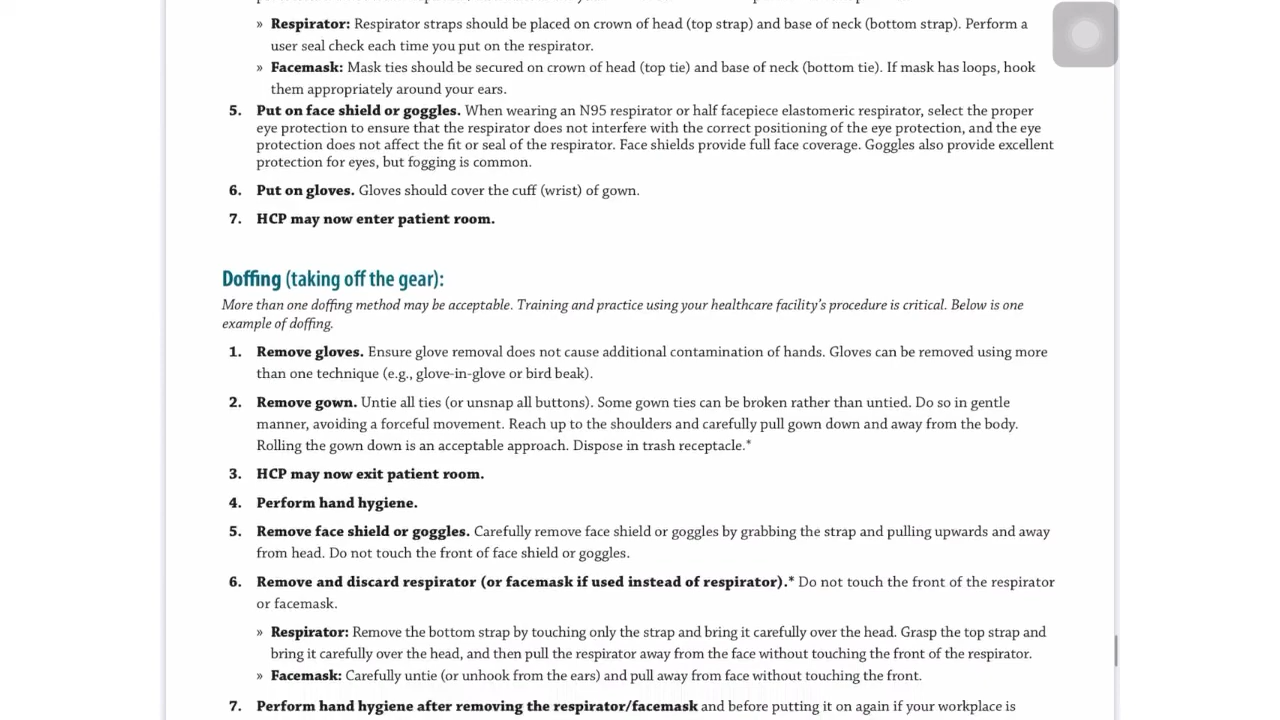 » Respirator: Respirator straps should be placed on crown of head (top strap) and base of neck (bottom strap). Perform a
user seal check each time you put on the respirator.
» Facemask: Mask ties should be secured on crown of head (top tie) and base of neck (bottom tie). If mask has loops, hook
them appropriately around your ears.
5. Put on face shield or goggles. When wearing an N95 respirator or half facepiece elastomeric respirator, select the proper
eye protection to ensure that the respirator does not interfere with the correct positioning of the eye protection, and the eye
protection does not affect the fit or seal of the respirator. Face shields provide full face coverage. Goggles also provide excellent
protection for eyes, but fogging is common.
6. Put on gloves. Gloves should cover the cuff (wrist) of gown.
7. HCP may now enter patient room.
Doffing (taking off the gear):
More than one doffing method may be acceptable. Training and practice using your healthcare facility's procedure is critical. Below is one
example of doffing.
1. Remove gloves. Ensure glove removal does not cause additional contamination of hands. Gloves can be removed using more
than one technique (e.g., glove-in-glove or bird beak).
2. Remove gown. Untie all ties (or unsnap all buttons). Some gown ties can be broken rather than untied. Do so in gentle
manner, avoiding a forceful movement. Reach up to the shoulders and carefully pull gown down and away from the body.
Rolling the gown down is an acceptable approach. Dispose in trash receptacle.*
3. HCP may now exit patient room.
4. Perform hand hygiene.
5. Remove face shield or goggles. Carefully remove face shield or goggles by grabbing the strap and pulling upwards and away
from head. Do not touch the front of face shield or goggles.
6. Remove and discard respirator (or facemask if used instead of respirator).* Do not touch the front of the respirator
or facemask.
» Respirator: Remove the bottom strap by touching only the strap and bring it carefully over the head. Grasp the top strap and
bring it carefully over the head, and then pull the respirator away from the face without touching the front of the respirator.
» Facemask: Carefully untie (or unhook from the ears) and pull away from face without touching the front.
7. Perform hand hygiene after removing the respirator/facemask and before putting it on again if your workplace is